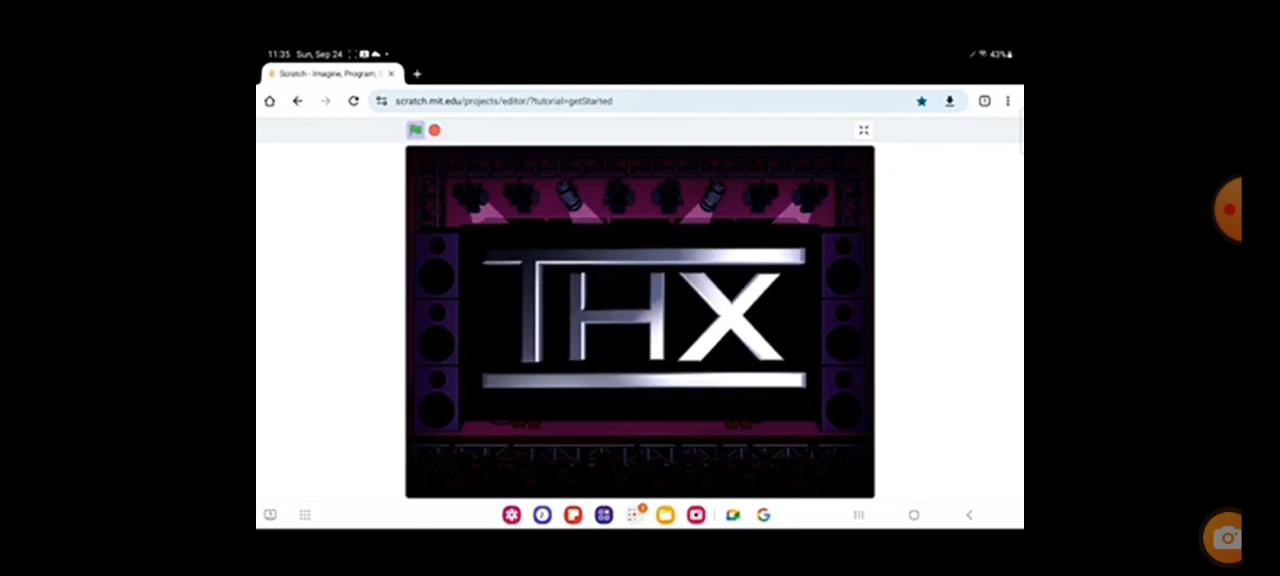 11:35 Sun, Sep 24
43%
Scratch - Imagine, Program, S
scratch.mit.edu/projects/editor/?tutorial=getStarted
THX